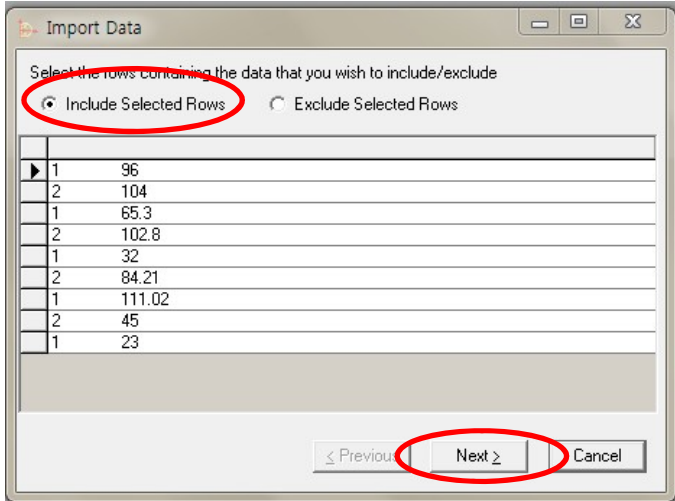 Import Data
Select the rows containing the data that you wish to include/exclude
Include Selected Rows Exclude Selected Rows
1 96
2 104
1 65.3
2 102.8
1 32
2 84.21
1 111.02
2 45
1 23
< Previous Next > Cancel